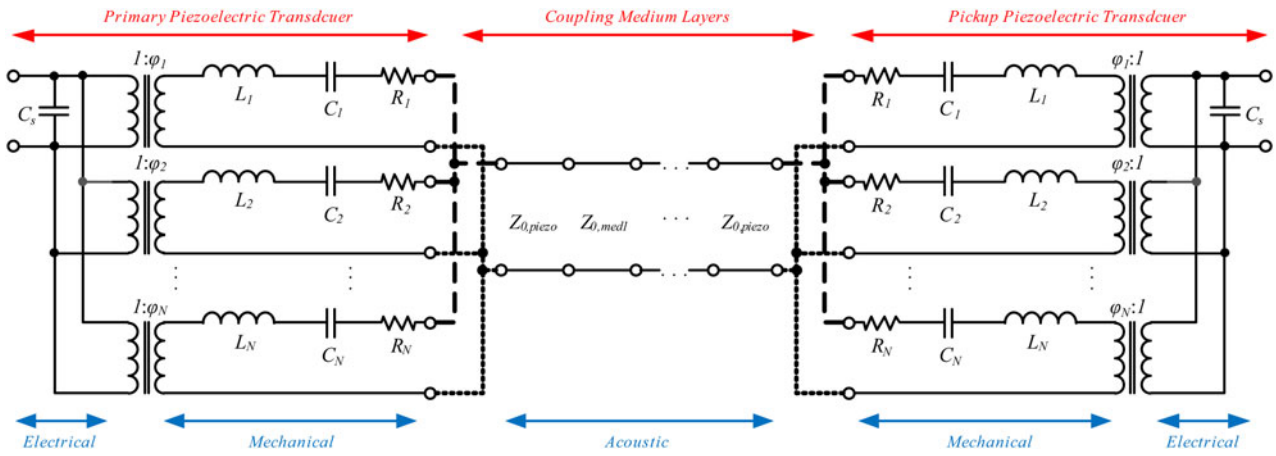 Primary Piezoelectric Transdcuer Coupling Medium Layers Pickup Piezoelectric Transdcuer
1:φ1 φ1:1
L1 C1 R1 R1 C1 L1
Cs Cs
1:φ2 φ2:1
L2 C2 R2 R2 C2 L2
Z0,piezo Z0,med1 ... Z0,piezo
1:φN φN:1
LN CN RN RN CN LN
Electrical Mechanical Acoustic Mechanical Electrical